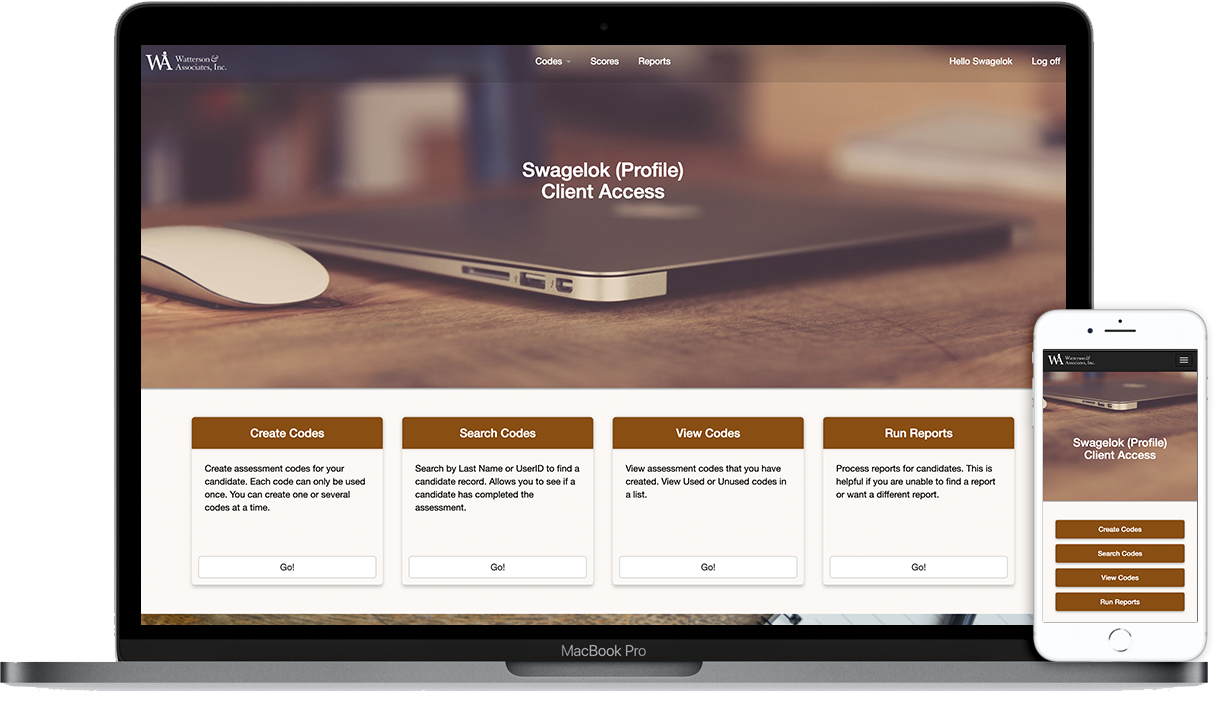 WA Watterson &
Associates, Inc.
Codes Scores Reports
Hello Swagelok Log off
Swagelok (Profile)
Client Access
Create Codes
Create assessment codes for your
candidate. Each code can only be used
once. You can create one or several
codes at a time.
Go!
Search Codes
Search by Last Name or UserID to find a
candidate record. Allows you to see if a
candidate has completed the
assessment.
Go!
View Codes
View assessment codes that you have
created. View Used or Unused codes in
a list.
Go!
Run Reports
Process reports for candidates. This is
helpful if you are unable to find a report
or want a different report.
Go!
MacBook Pro
WA Watterson &
Associates, Inc.
Swagelok (Profile)
Client Access
Create Codes
Search Codes
View Codes
Run Reports